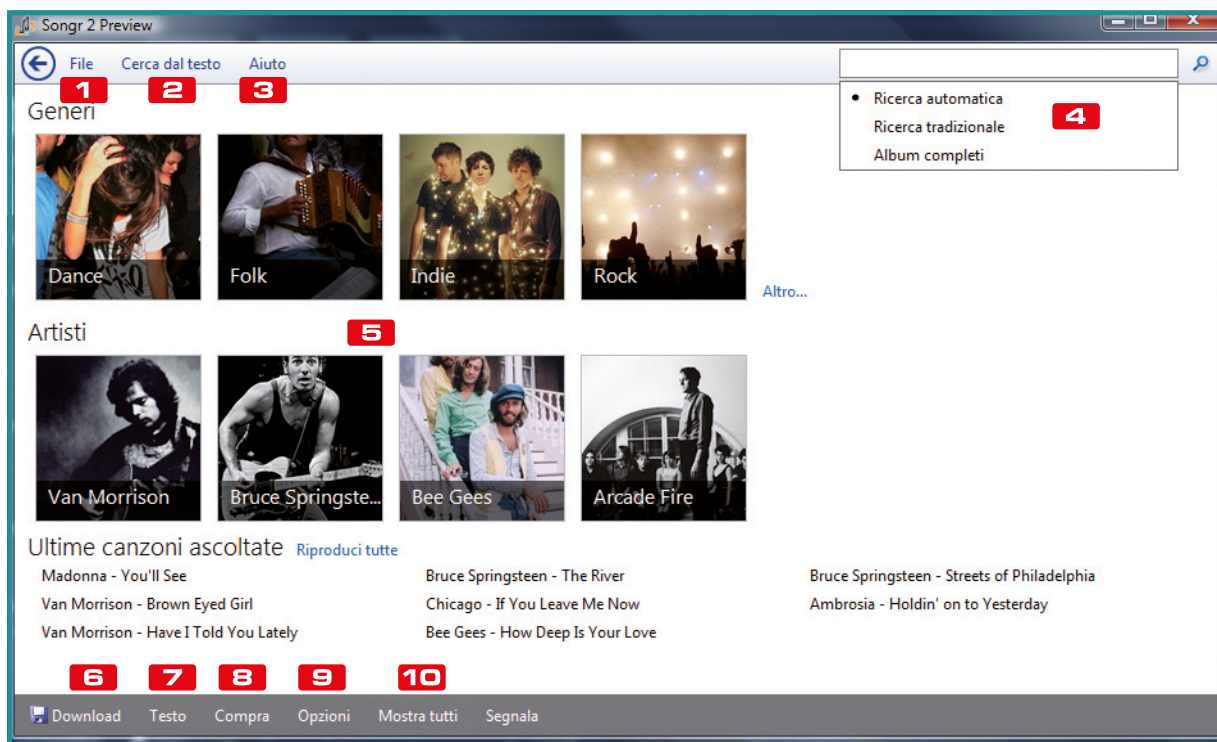 Songr 2 Preview
File Cerca dal testo Aiuto
1 2 3
Generi
Ricerca automatica
4
Ricerca tradizionale
Album completi
Dance Folk Indie Rock
Altro...
Artisti
5
Van Morrison Bruce Springste... Bee Gees Arcade Fire
Ultime canzoni ascoltate Riproduci tutte
Madonna - You'll See Bruce Springsteen - The River Bruce Springsteen - Streets of Philadelphia
Van Morrison - Brown Eyed Girl Chicago - If You Leave Me Now Ambrosia - Holdin' on to Yesterday
Van Morrison - Have I Told You Lately Bee Gees - How Deep Is Your Love
6 7 8 9 10
Download Testo Compra Opzioni Mostra tutti Segnala